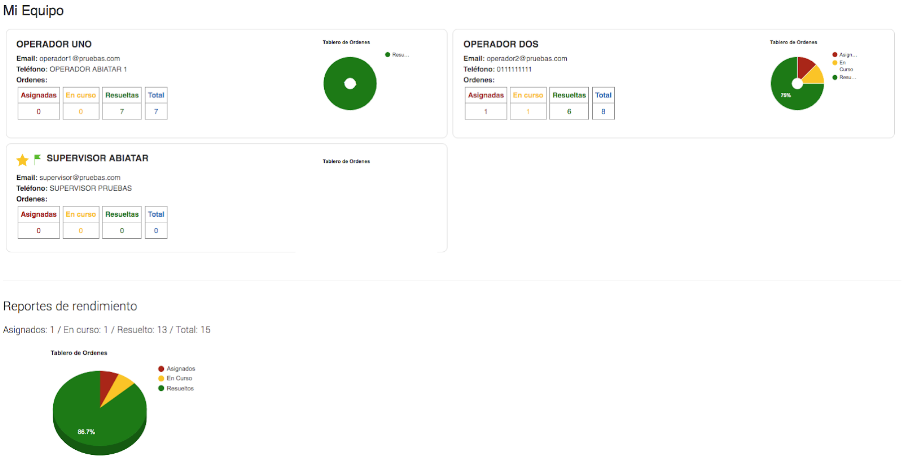 Mi Equipo
OPERADOR UNO
Email: operador1@pruebas.com
Teléfono: OPERADOR ABIATAR 1
Ordenes:
Asignadas En curso Resueltas Total
0 0 7 7
Tablero de Ordenes
Resu...
OPERADOR DOS
Email: operador2@pruebas.com
Teléfono: 0111111111
Ordenes:
Asignadas En curso Resueltas Total
1 1 6 8
Tablero de Ordenes
Asign...
En
Curso
Resu...
75%
SUPERVISOR ABIATAR
Email: supervisor@pruebas.com
Teléfono: SUPERVISOR PRUEBAS
Ordenes:
Asignadas En curso Resueltas Total
0 0 0 0
Tablero de Ordenes
Reportes de rendimiento
Asignados: 1 / En curso: 1 / Resuelto: 13 / Total: 15
Tablero de Ordenes
Asignados
En Curso
Resueltos
86.7%